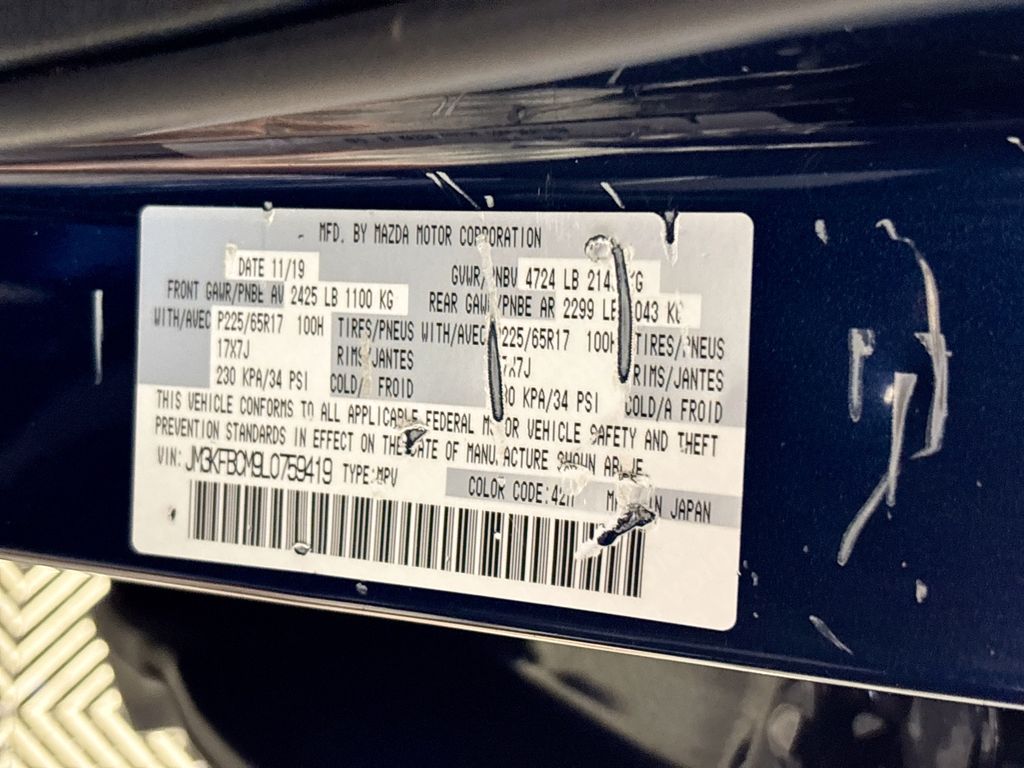 MFD. BY MAZDA MOTOR CORPORATION
DATE 11/19 GVWR/PNBV 4724 LB KG
FRONT GAWR/PNBE AV 2425 LB 1100 KG REAR GAWR/PNBE AR 2299 LB KG
WITH/AVEC P225/65R17 100H TIRES/PNEUS WITH/AVEC P225/65R17 100H TIRES/PNEUS
17X7J RIMS/JANTES RIMS/JANTES
230 KPA/34 PSI COLD/A FROID KPA/34 PSI COLD/A FROID
THIS VEHICLE CONFORMS TO ALL APPLICABLE FEDERAL MOTOR VEHICLE SAFETY AND THEFT
PREVENTION STANDARDS IN EFFECT ON THE DATE OF MANUFACTURE SHOWN ABOVE
VIN: JM3KFBCM9L0759419 TYPE:MPV COLOR CODE: IN JAPAN